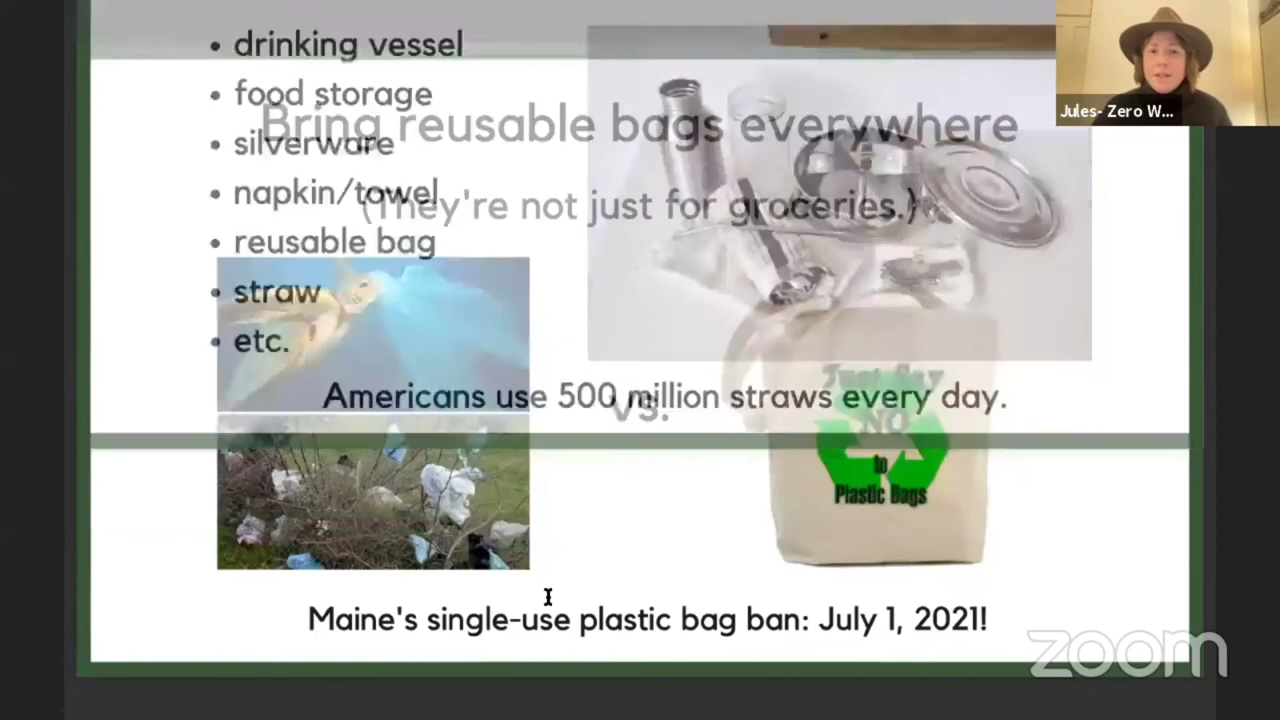 drinking vessel
food storage
Bring reusable bags everywhere
silverware
napkin/towel
(They're not just for groceries.)
reusable bag
straw
etc.
Americans use 500 million straws every day.
vs.
Just Say
NO
to
Plastic Bags
Maine's single-use plastic bag ban: July 1, 2021!
Jules- Zero W...
zoom